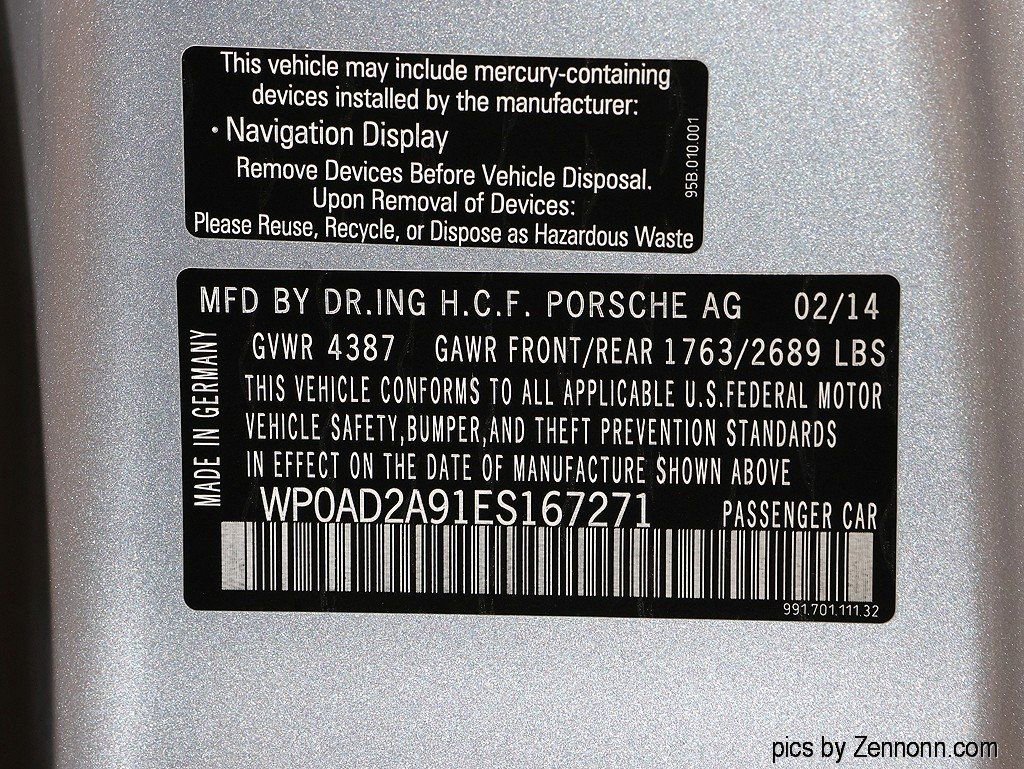 This vehicle may include mercury-containing
devices installed by the manufacturer:
• Navigation Display
Remove Devices Before Vehicle Disposal.
Upon Removal of Devices:
Please Reuse, Recycle, or Dispose as Hazardous Waste
95B.010.001
MFD BY DR.ING H.C.F. PORSCHE AG 02/14
GVWR 4387 GAWR FRONT/REAR 1763/2689 LBS
THIS VEHICLE CONFORMS TO ALL APPLICABLE U.S.FEDERAL MOTOR
VEHICLE SAFETY,BUMPER,AND THEFT PREVENTION STANDARDS
IN EFFECT ON THE DATE OF MANUFACTURE SHOWN ABOVE
MADE IN GERMANY
WP0AD2A91ES167271 PASSENGER CAR
991.701.111.32
pics by Zennonn.com